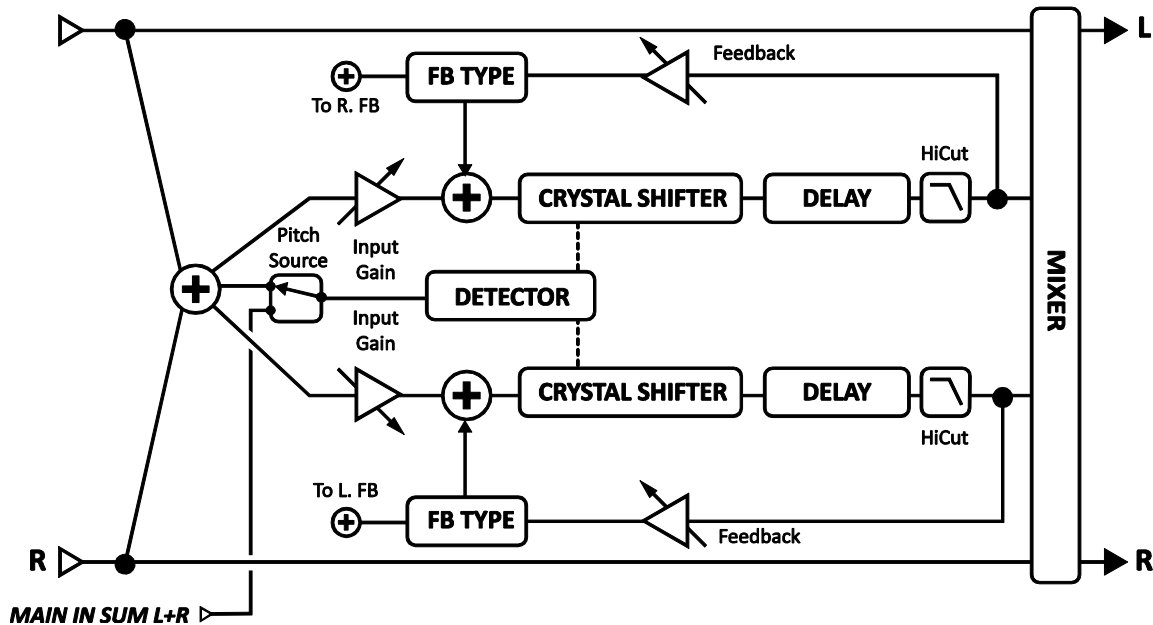 L
Feedback
FB TYPE
To R. FB
HiCut
CRYSTAL SHIFTER
DELAY
Pitch
Source
Input
Gain
DETECTOR
MIXER
Input
Gain
CRYSTAL SHIFTER
DELAY
HiCut
To L. FB
FB TYPE
Feedback
R
R
MAIN IN SUM L+R